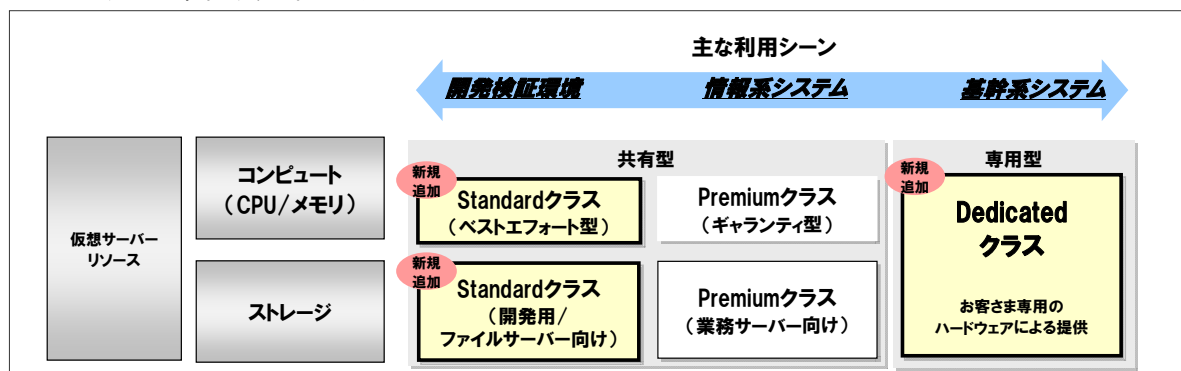 主な利用シーン
開発検証環境
情報系システム
基幹系システム
共有型
専用型
仮想サーバー
リソース
コンピュート
（CPU/メモリ）
新規
追加
Standardクラス
（ベストエフォート型）
Premiumクラス
（ギャランティ型）
新規
追加
Dedicated
クラス
お客さま専用の
ハードウェアによる提供
ストレージ
新規
追加
Standardクラス
（開発用/
ファイルサーバー向け）
Premiumクラス
（業務サーバー向け）